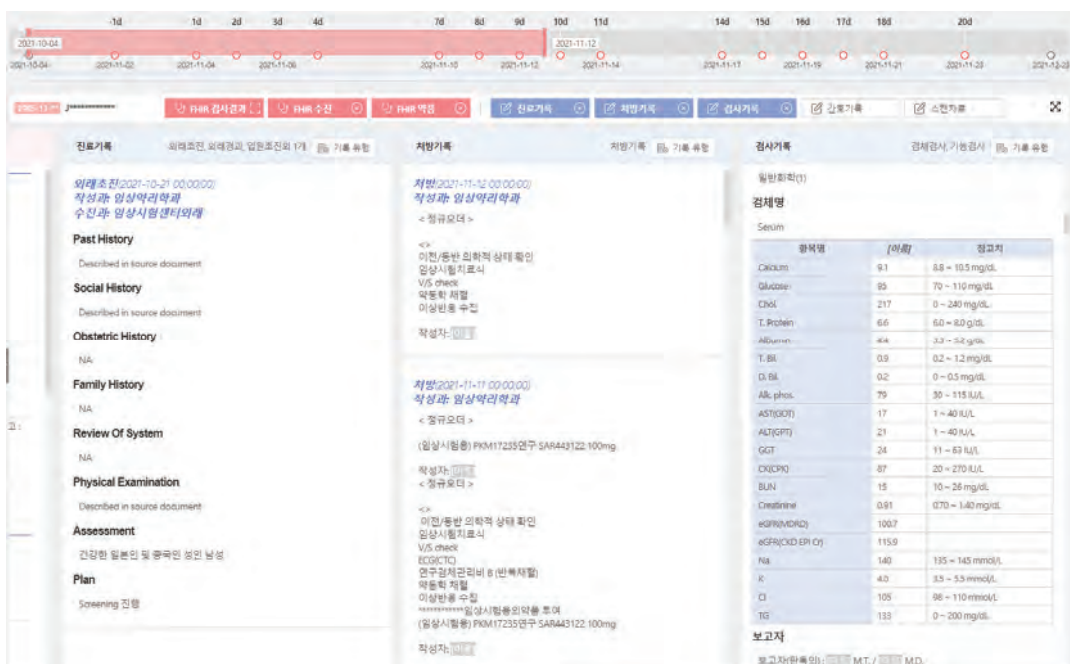 -1d 1d 2d 3d 4d 7d 8d 9d 10d 11d 14d 15d 16d 17d 18d 20d
2021-10-04 2021-11-12
2021-10-04 2021-11-02 2021-11-04 2021-11-06 2021-11-10 2021-11-12 2021-11-14 2021-11-17 2021-11-19 2021-11-21 2021-11-23 2021-12-23
J************ FHIR 검사결과 FHIR 수진 FHIR 약침 진료기록 처방기록 검사기록 간호기록 스캔자료
진료기록 외래초진, 외래경과, 입원초진외 1개 기록 유형
외래초진(2021-10-21 00:00:00)
작성과: 임상약리학과
수진과: 임상시험센터외래
Past History
Described in source document
Social History
Described in source document
Obstetric History
NA
Family History
NA
고 :
Review Of System
NA
Physical Examination
Described in source document
Assessment
건강한 일본인 및 중국인 성인 남성
Plan
Screening 진행
처방기록 처방기록 기록 유형
처방(2021-11-12 00:00:00)
작성과: 임상약리학과
< 정규오더 >
<>
이전/동반 의학적 상태 확인
임상시험치료식
V/S check
약동학 채혈
이상반응 수집
작성자:
처방(2021-11-11 00:00:00)
작성과: 임상약리학과
< 정규오더 >
(임상시험용) PKM17235연구 SAR443122 100mg
작성자:
< 정규오더 >
<>
이전/동반 의학적 상태 확인
임상시험치료식
V/S check
ECG(CTC)
연구검체관리비 B (반복채혈)
약동학 채혈
이상반응 수집
************임상시험용의약품 투여
(임상시험용) PKM17235연구 SAR443122 100mg
작성자:
검사기록 검체검사, 기능검사 기록 유형
일반화학(1)
검체명
Serum
항목명 [이름] 참고치
Calcium 9.1 8.8 ~ 10.5 mg/dL
Glucose 95 70 ~ 110 mg/dL
Chol. 217 0 ~ 240 mg/dL
T. Protein 6.6 6.0 ~ 8.0 g/dL
Albumin 4.4 3.3 ~ 5.2 g/dL
T. Bil. 0.9 0.2 ~ 1.2 mg/dL
D. Bil. 0.2 0 ~ 0.5 mg/dL
Alk. phos. 79 30 ~ 115 IU/L
AST(GOT) 17 1 ~ 40 IU/L
ALT(GPT) 21 1 ~ 40 IU/L
GGT 24 11 ~ 63 IU/L
CK(CPK) 87 20 ~ 270 IU/L
BUN 15 10 ~ 26 mg/dL
Creatinine 0.91 0.70 ~ 1.40 mg/dL
eGFR(MDRD) 100.7
eGFR(CKD EPI Cr) 115.9
Na 140 135 ~ 145 mmol/L
K 4.0 3.5 ~ 5.5 mmol/L
Cl 105 98 ~ 110 mmol/L
TG 133 0 ~ 200 mg/dL
보고자
보고자(판독의): M.T. / M.D.